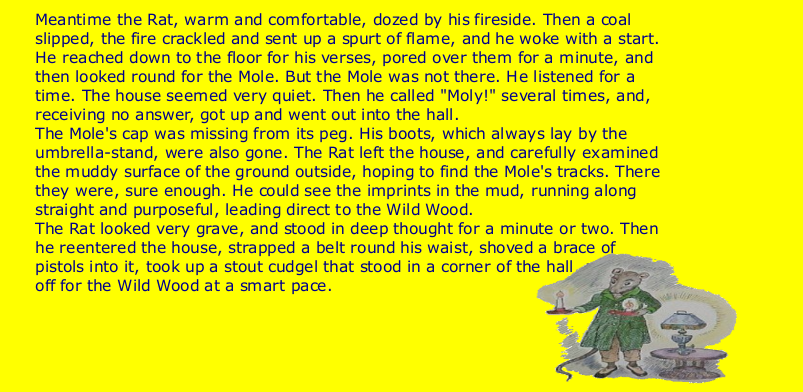 Meantime the Rat, warm and comfortable, dozed by his fireside. Then a coal
slipped, the fire crackled and sent up a spurt of flame, and he woke with a start.
He reached down to the floor for his verses, pored over them for a minute, and
then looked round for the Mole. But the Mole was not there. He listened for a
time. The house seemed very quiet. Then he called "Moly!" several times, and,
receiving no answer, got up and went out into the hall.
The Mole's cap was missing from its peg. His boots, which always lay by the
umbrella-stand, were also gone. The Rat left the house, and carefully examined
the muddy surface of the ground outside, hoping to find the Mole's tracks. There
they were, sure enough. He could see the imprints in the mud, running along
straight and purposeful, leading direct to the Wild Wood.
The Rat looked very grave, and stood in deep thought for a minute or two. Then
he reentered the house, strapped a belt round his waist, shoved a brace of
pistols into it, took up a stout cudgel that stood in a corner of the hall
off for the Wild Wood at a smart pace.